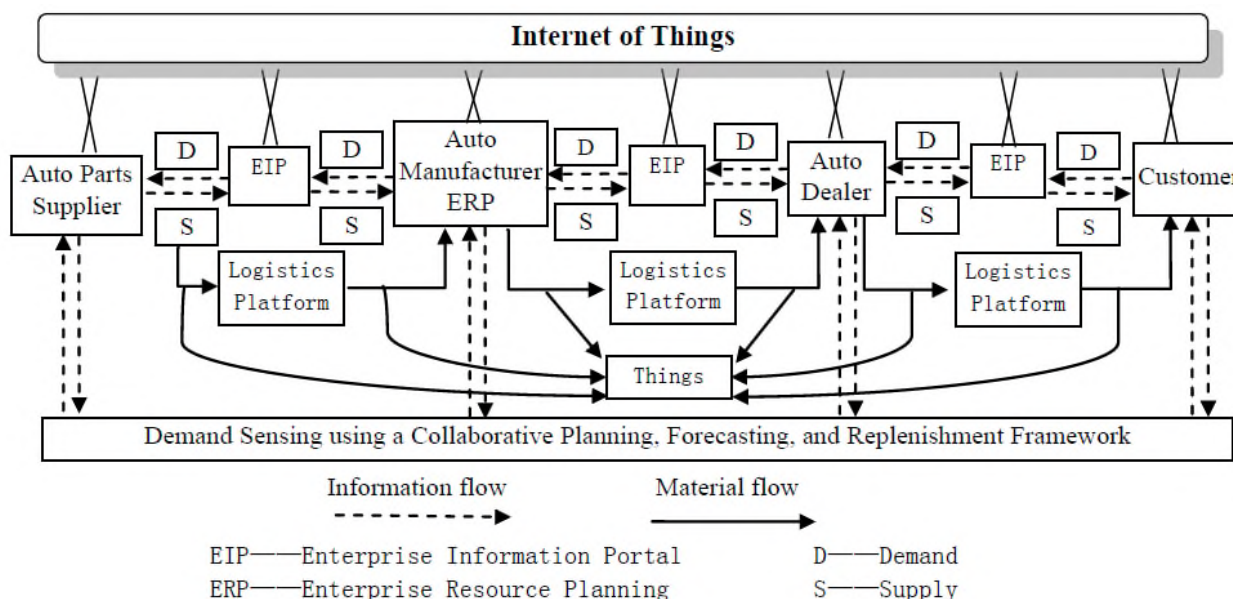 Internet of Things
D
D
D
D
D
D
Auto Parts
Supplier
EIP
Auto
Manufacturer
ERP
EIP
Auto
Dealer
EIP
Customer
S
S
S
S
S
S
Logistics
Platform
Logistics
Platform
Logistics
Platform
Things
Demand Sensing using a Collaborative Planning, Forecasting, and Replenishment Framework
Information flow
Material flow
EIP——Enterprise Information Portal
D——Demand
ERP——Enterprise Resource Planning
S——Supply